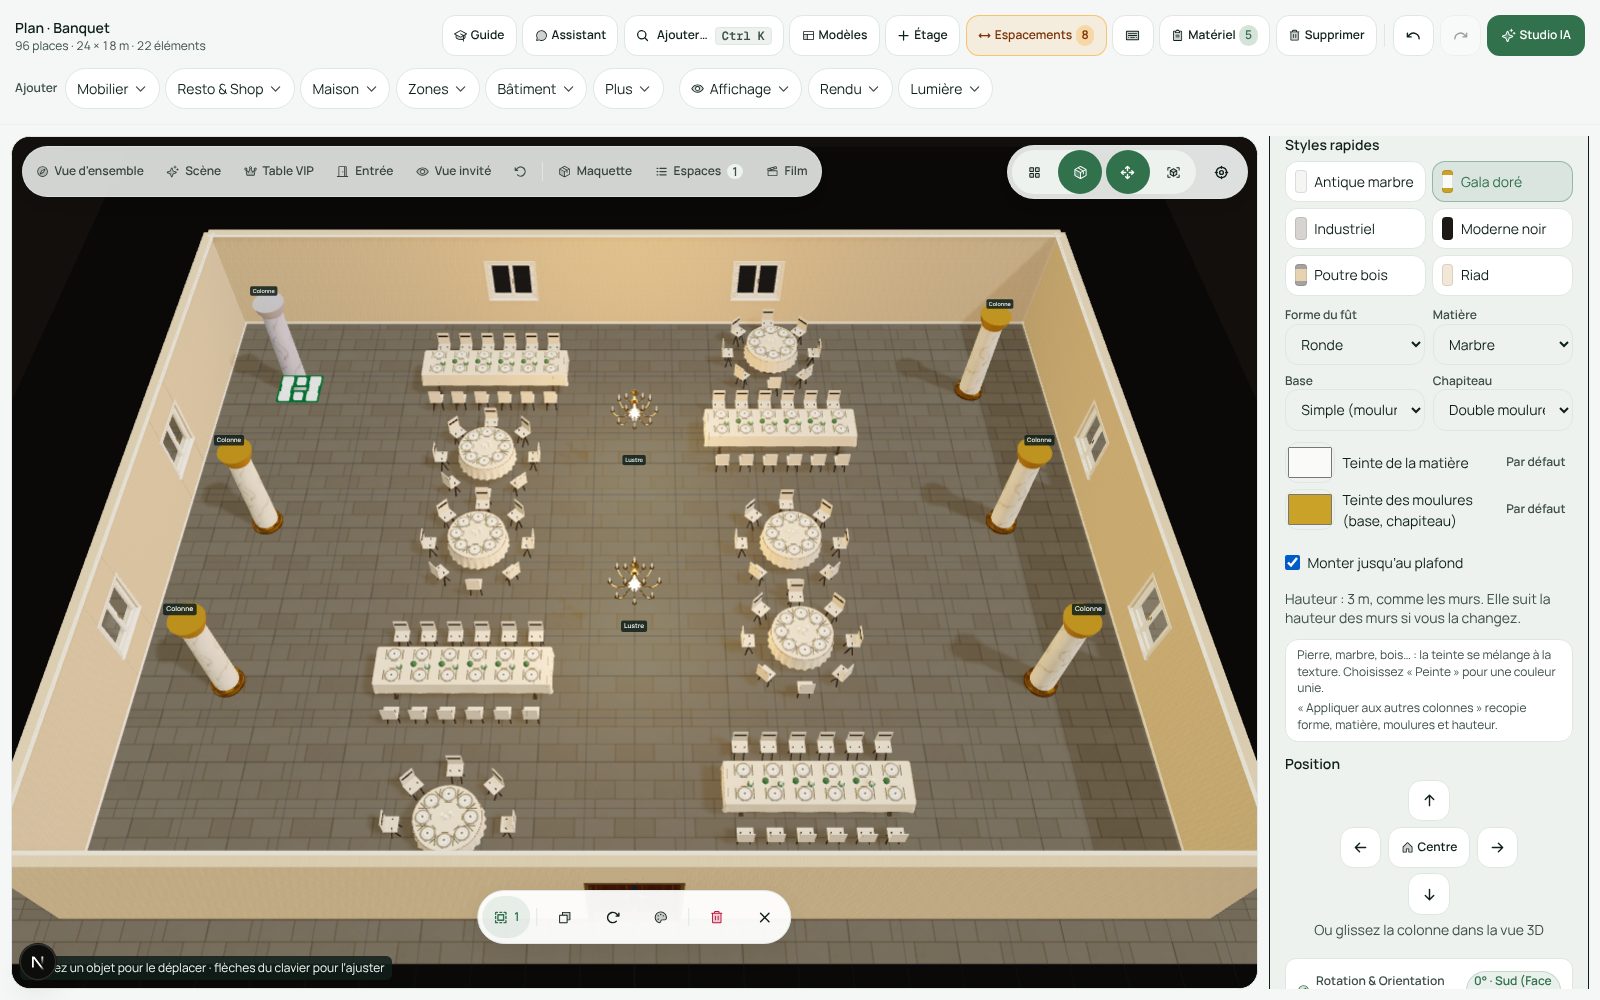 Plan · Banquet
96 places · 24 × 18 m · 22 éléments
Guide
Assistant
Ajouter... Ctrl K
Modèles
Étage
Espacements 8
Matériel 5
Supprimer
Studio IA
Ajouter
Mobilier
Resto & Shop
Maison
Zones
Bâtiment
Plus
Affichage
Rendu
Lumière
Vue d'ensemble
Scène
Table VIP
Entrée
Vue invité
Maquette
Espaces 1
Film
Colonne
Colonne
Colonne
Colonne
Lustre
Colonne
Colonne
Lustre
1
N
ez un objet pour le déplacer · flèches du clavier pour l'ajuster
Styles rapides
Antique marbre
Gala doré
Industriel
Moderne noir
Poutre bois
Riad
Forme du fût
Matière
Ronde
Marbre
Base
Chapiteau
Simple (moulur
Double moulure
Teinte de la matière
Par défaut
Teinte des moulures
(base, chapiteau)
Par défaut
Monter jusqu'au plafond
Hauteur : 3 m, comme les murs. Elle suit la
hauteur des murs si vous la changez.
Pierre, marbre, bois... : la teinte se mélange à la
texture. Choisissez « Peinte » pour une couleur
unie.
« Appliquer aux autres colonnes » recopie
forme, matière, moulures et hauteur.
Position
Centre
Ou glissez la colonne dans la vue 3D
Rotation & Orientation
0° · Sud (Face